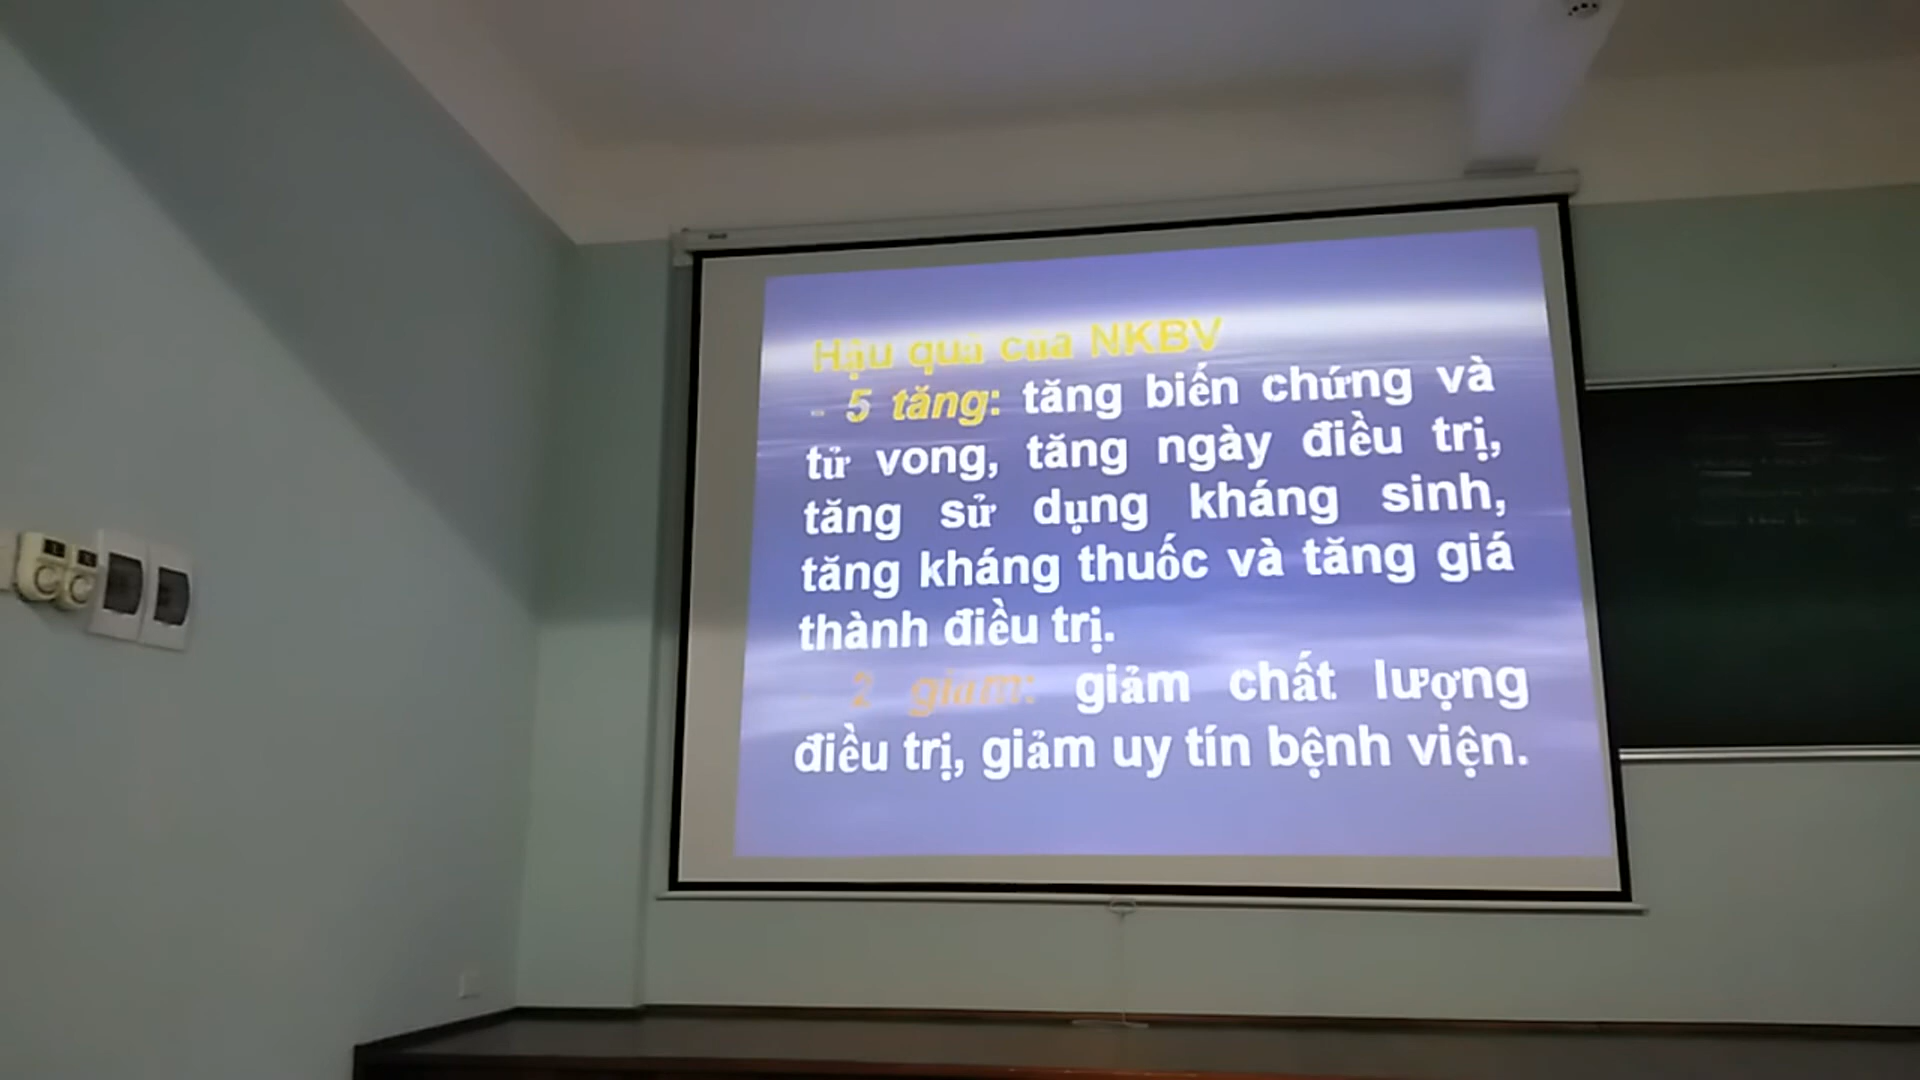 Hậu quả của NKBV
- 5 tăng: tăng biến chứng và
tử vong, tăng ngày điều trị,
tăng sử dụng kháng sinh,
tăng kháng thuốc và tăng giá
thành điều trị.
2 giảm: giảm chất lượng
điều trị, giảm uy tín bệnh viện.